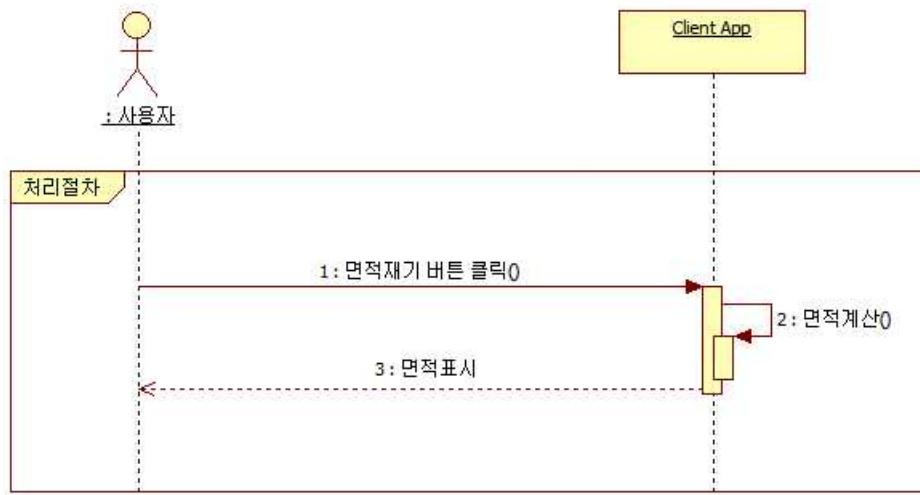 Client App
: 사용자
처리절차
1 : 면적재기 버튼 클릭()
2 : 면적계산()
3 : 면적표시